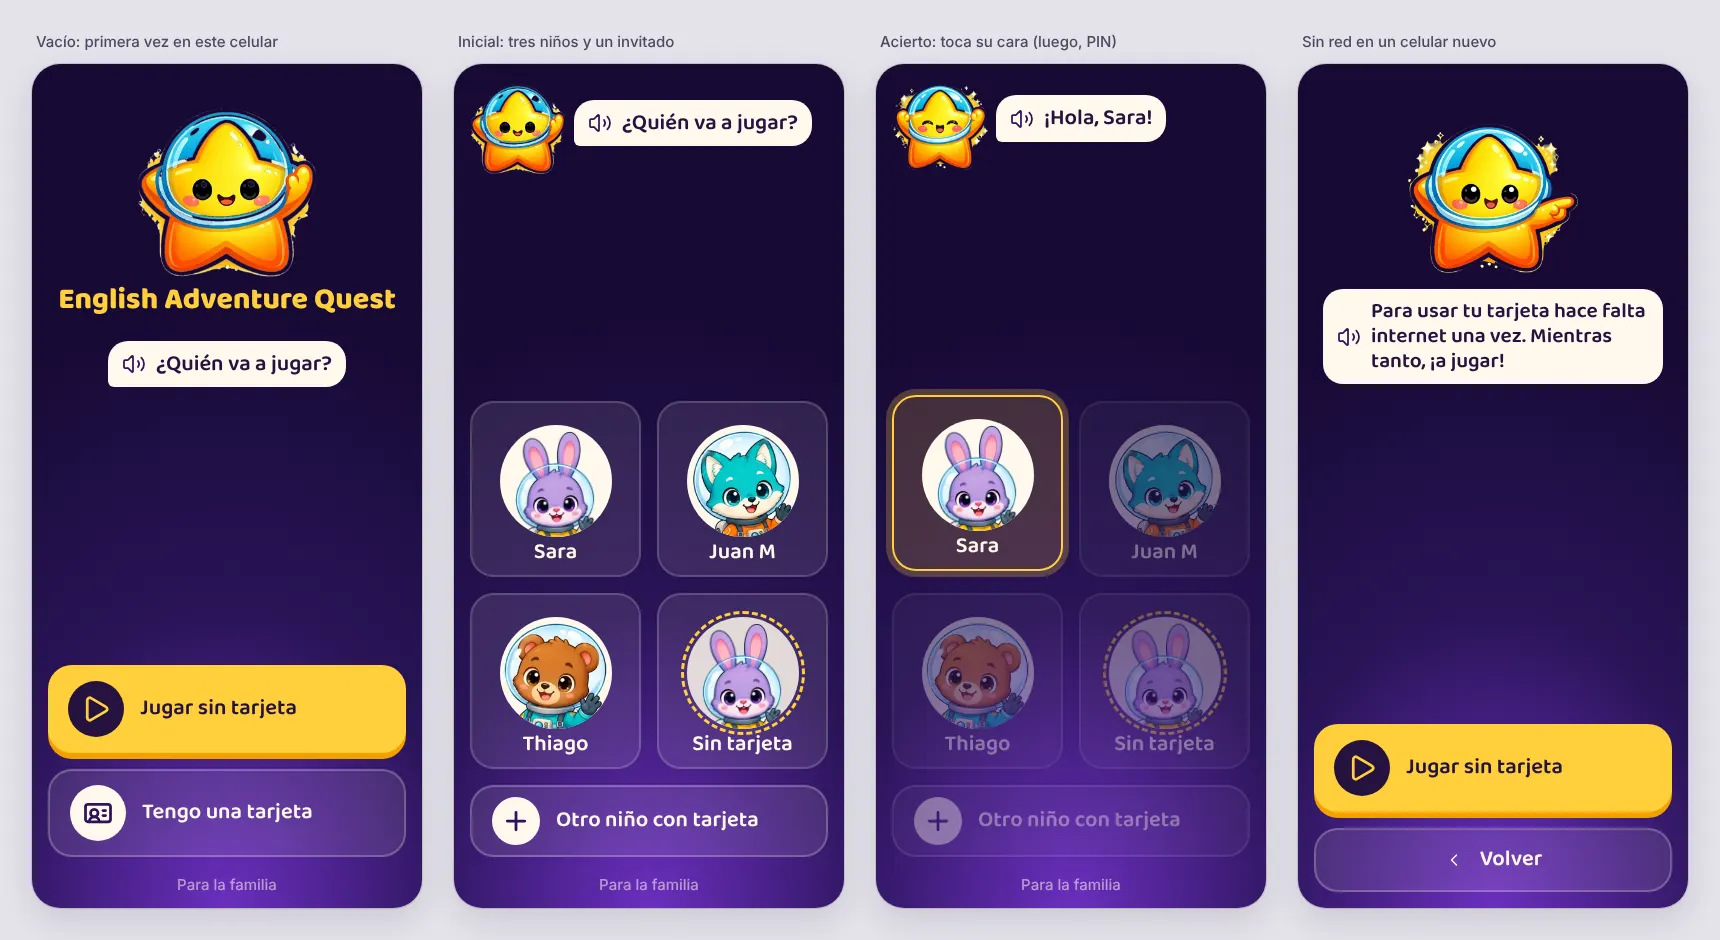 Vacío: primera vez en este celular
English Adventure Quest
¿Quién va a jugar?
Jugar sin tarjeta
Tengo una tarjeta
Para la familia
Inicial: tres niños y un invitado
¿Quién va a jugar?
Sara
Juan M
Thiago
Sin tarjeta
Otro niño con tarjeta
Para la familia
Acierto: toca su cara (luego, PIN)
¡Hola, Sara!
Sara
Juan M
Thiago
Sin tarjeta
Otro niño con tarjeta
Para la familia
Sin red en un celular nuevo
Para usar tu tarjeta hace falta
internet una vez. Mientras
tanto, ¡a jugar!
Jugar sin tarjeta
Volver